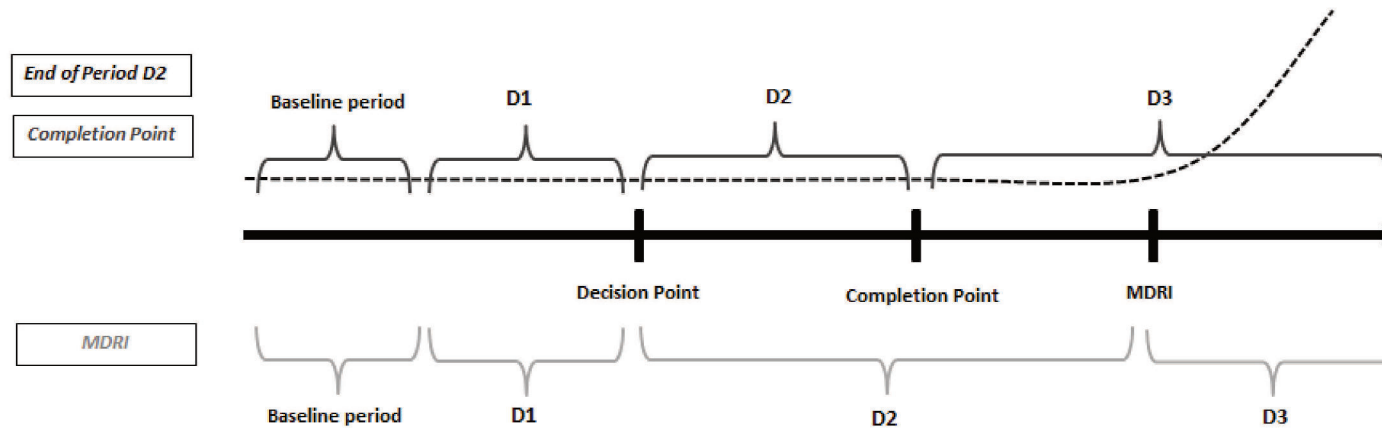 End of Period D2
Baseline period
D1
D2
D3
Completion Point
Decision Point
Completion Point
MDRI
MDRI
Baseline period
D1
D2
D3